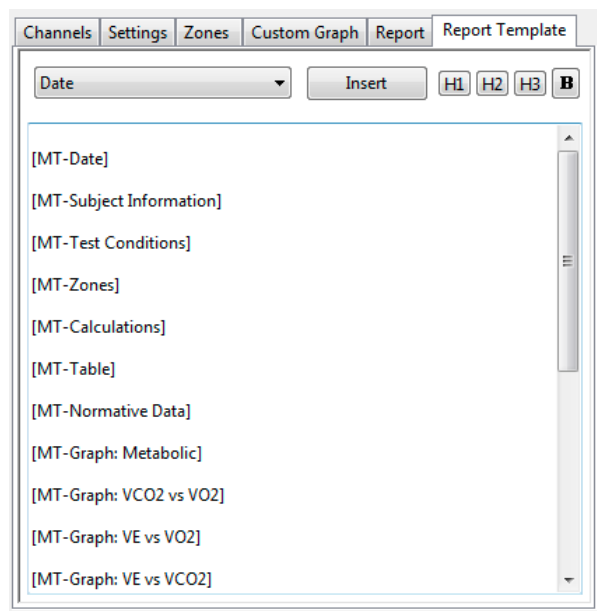 Channels Settings Zones Custom Graph Report Report Template
Date Insert H1 H2 H3 B
[MT-Date]
[MT-Subject Information]
[MT-Test Conditions]
[MT-Zones]
[MT-Calculations]
[MT-Table]
[MT-Normative Data]
[MT-Graph: Metabolic]
[MT-Graph: VCO2 vs VO2]
[MT-Graph: VE vs VO2]
[MT-Graph: VE vs VCO2]